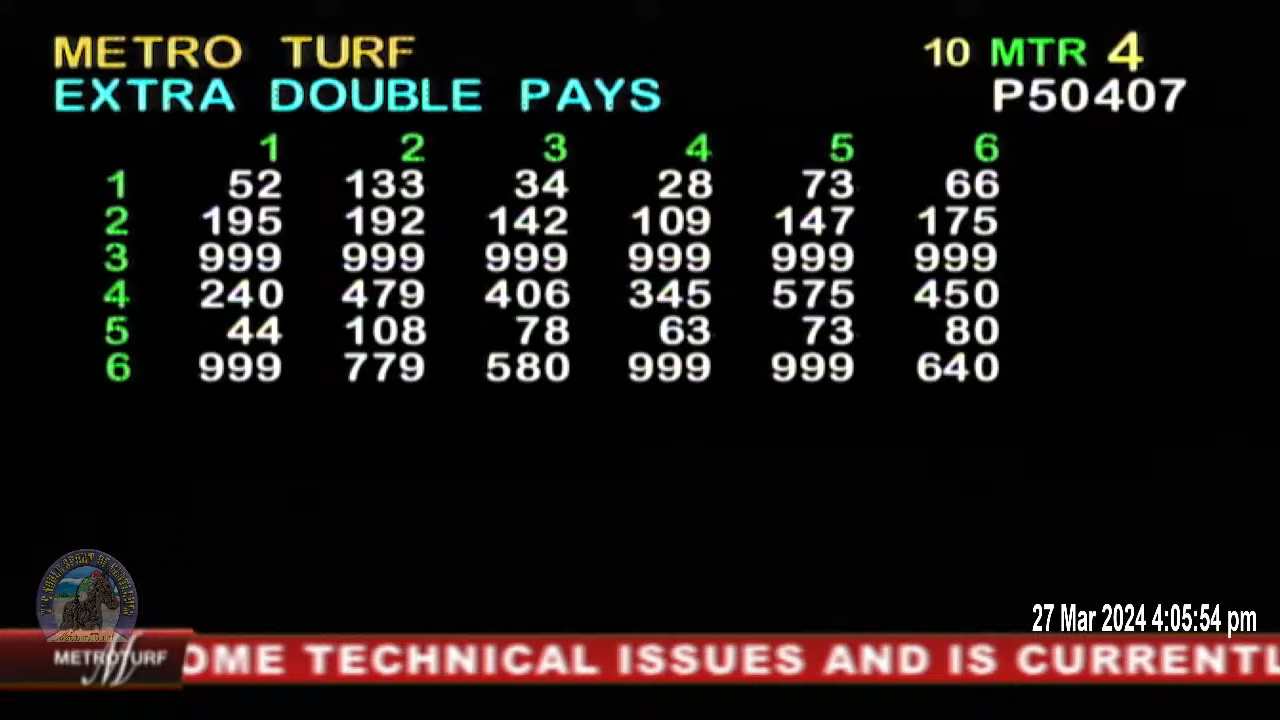 METRO TURF 10 MTR 4
EXTRA DOUBLE PAYS P50407
1 2 3 4 5 6
1 52 133 34 28 73 66
2 195 192 142 109 147 175
3 999 999 999 999 999 999
4 240 479 406 345 575 450
5 44 108 78 63 73 80
6 999 779 580 999 999 640
27 Mar 2024 4:05:54 pm
METROTURF OME TECHNICAL ISSUES AND IS CURRENTL